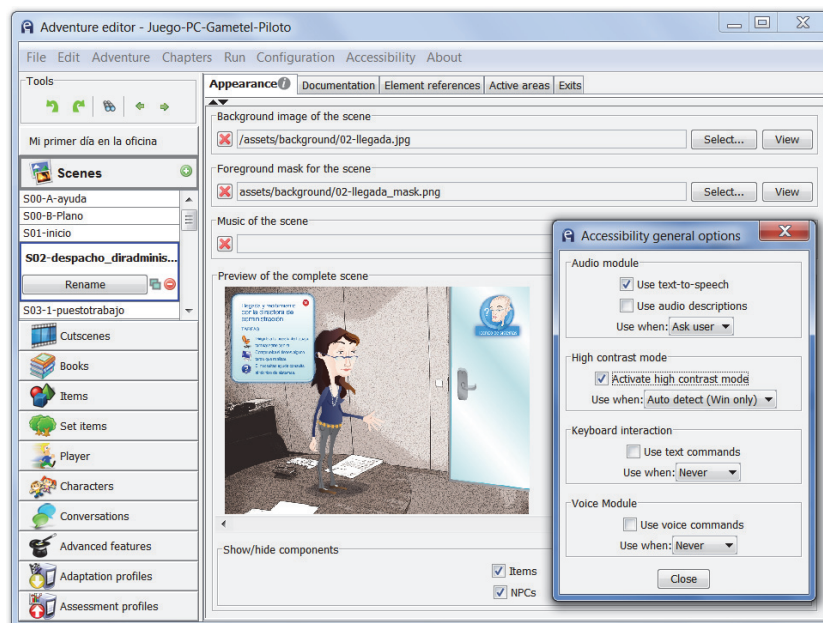 Adventure editor - Juego-PC-Gametel-Piloto
File Edit Adventure Chapters Run Configuration Accessibility About
Tools
Mi primer día en la oficina
Scenes
S00-A-ayuda
S00-B-Plano
S01-inicio
S02-despacho_diradminis...
Rename
S03-1-puestotrabajo
Cutscenes
Books
Items
Set items
Player
Characters
Conversations
Advanced features
Adaptation profiles
Assessment profiles
Appearance Documentation Element references Active areas Exits
Background image of the scene
/assets/background/02-llegada.jpg Select... View
Foreground mask for the scene
assets/background/02-llegada_mask.png Select... View
Music of the scene
Preview of the complete scene
Llegada y recibimiento
por la directora de
administración
Show/hide components
Items
NPCs
Accessibility general options
Audio module
Use text-to-speech
Use audio descriptions
Use when: Ask user
High contrast mode
Activate high contrast mode
Use when: Auto detect (Win only)
Keyboard interaction
Use text commands
Use when: Never
Voice Module
Use voice commands
Use when: Never
Close